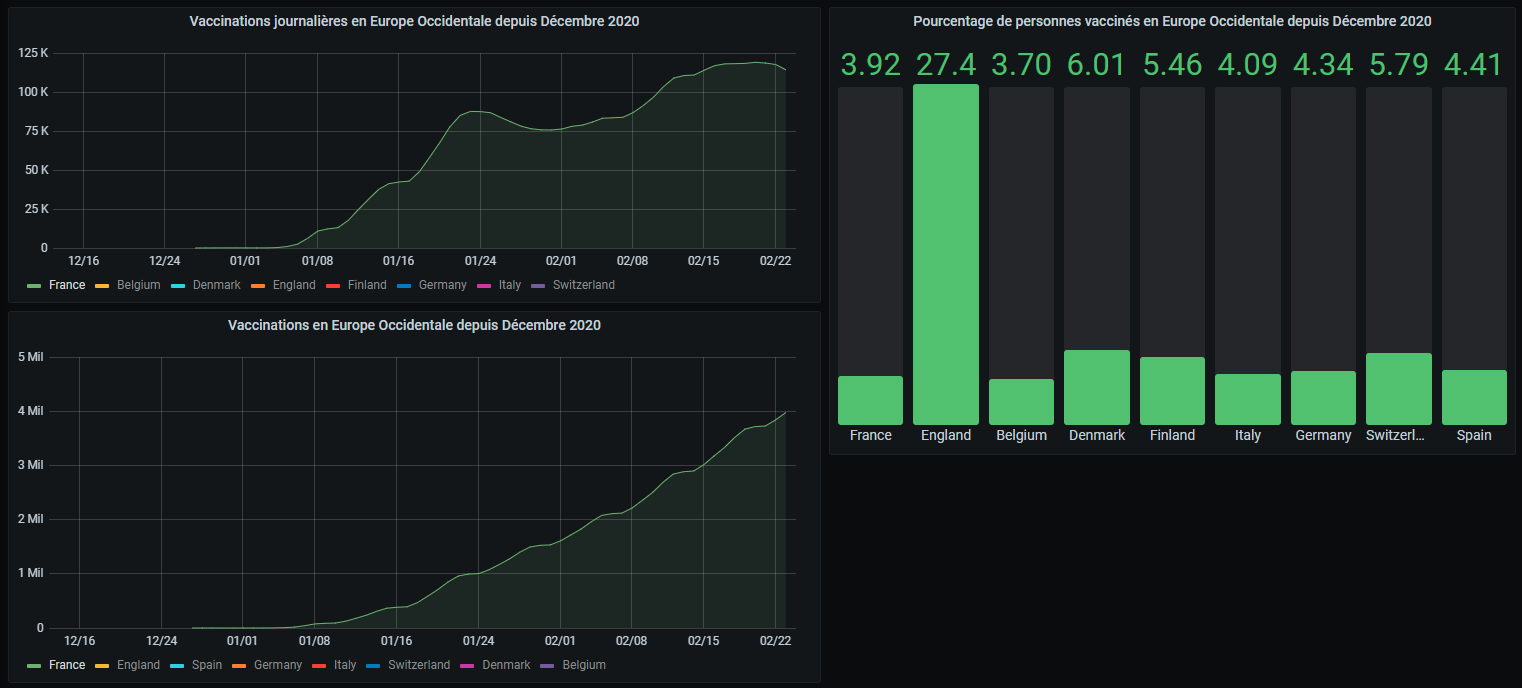 Vaccinations journalières en Europe Occidentale depuis Décembre 2020
125 K
100 K
75 K
50 K
25 K
0
12/16 12/24 01/01 01/08 01/16 01/24 02/01 02/08 02/15 02/22
France Belgium Denmark England Finland Germany Italy Switzerland
Vaccinations en Europe Occidentale depuis Décembre 2020
5 Mil
4 Mil
3 Mil
2 Mil
1 Mil
0
12/16 12/24 01/01 01/08 01/16 01/24 02/01 02/08 02/15 02/22
France England Spain Germany Italy Switzerland Denmark Belgium
Pourcentage de personnes vaccinés en Europe Occidentale depuis Décembre 2020
3.92 27.4 3.70 6.01 5.46 4.09 4.34 5.79 4.41
France England Belgium Denmark Finland Italy Germany Switzerl... Spain